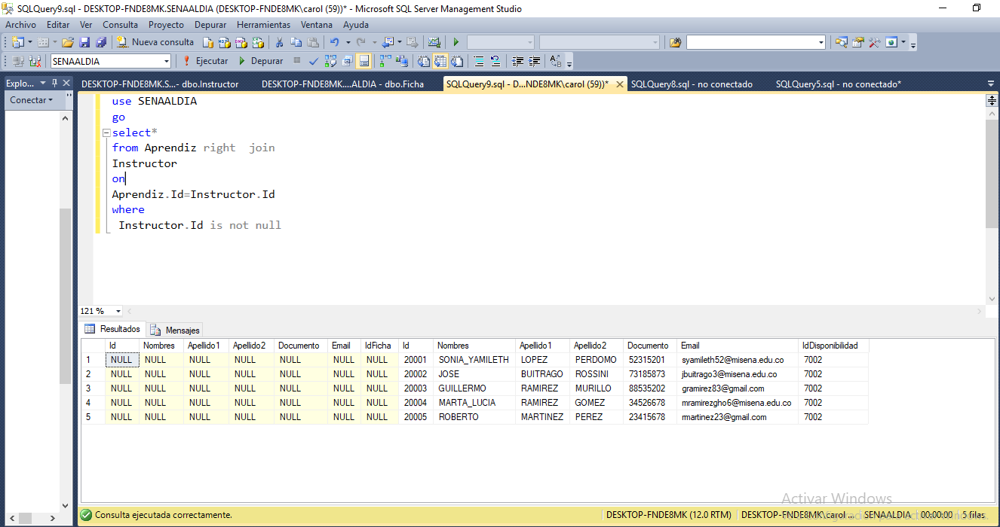 SQLQuery9.sql - DESKTOP-FNDE8MK.SENAALDIA (DESKTOP-FNDE8MK\carol (59))* - Microsoft SQL Server Management Studio
Archivo Editar Ver Consulta Proyecto Depurar Herramientas Ventana Ayuda
Nueva consulta
SENAALDIA Ejecutar Depurar
Explo... DESKTOP-FNDE8MK.S...- dbo.Instructor DESKTOP-FNDE8MK....ALDIA - dbo.Ficha SQLQuery9.sql - D...NDE8MK\carol (59))* SQLQuery8.sql - no conectado SQLQuery5.sql - no conectado*
Conectar
use SENAALDIA
go
select*
from Aprendiz right join
Instructor
on
Aprendiz.Id=Instructor.Id
where
Instructor.Id is not null
121 %
Resultados Mensajes
Id Nombres Apellido1 Apellido2 Documento Email IdFicha Id Nombres Apellido1 Apellido2 Documento Email IdDisponibilidad
1 NULL NULL NULL NULL NULL NULL NULL 20001 SONIA_YAMILETH LOPEZ PERDOMO 52315201 syamileth52@misena.edu.co 7002
2 NULL NULL NULL NULL NULL NULL NULL 20002 JOSE BUITRAGO ROSSINI 73185873 jbuitrago3@misena.edu.co 7002
3 NULL NULL NULL NULL NULL NULL NULL 20003 GUILLERMO RAMIREZ MURILLO 88535202 gramirez83@gmail.com 7002
4 NULL NULL NULL NULL NULL NULL NULL 20004 MARTA_LUCIA RAMIREZ GOMEZ 34526678 mramirezgho6@misena.edu.co 7002
5 NULL NULL NULL NULL NULL NULL NULL 20005 ROBERTO MARTINEZ PEREZ 23415678 rmartinez23@gmail.com 7002
Activar Windows
Consulta ejecutada correctamente. DESKTOP-FNDE8MK (12.0 RTM) DESKTOP-FNDE8MK\carol ... SENAALDIA 00:00:00 5 filas